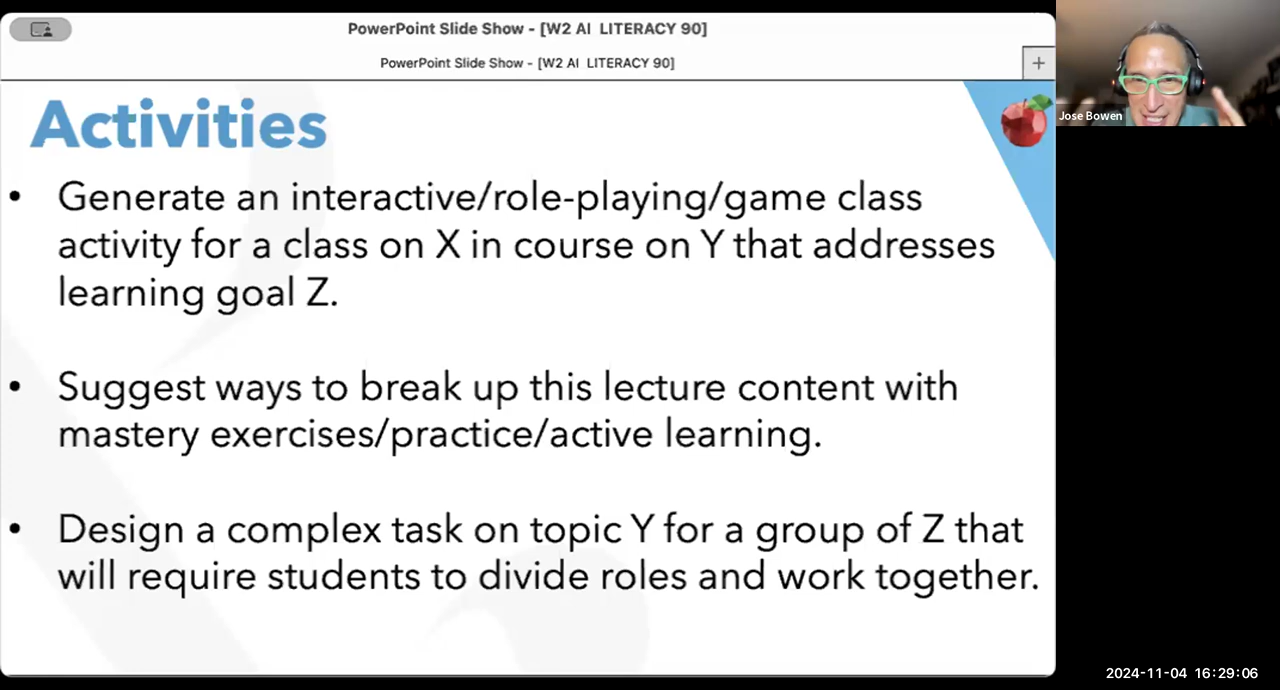 PowerPoint Slide Show - [W2 AI LITERACY 90]
PowerPoint Slide Show - [W2 AI LITERACY 90]
+
Jose Bowen
Activities
• Generate an interactive/role-playing/game class
activity for a class on X in course on Y that addresses
learning goal Z.
• Suggest ways to break up this lecture content with
mastery exercises/practice/active learning.
• Design a complex task on topic Y for a group of Z that
will require students to divide roles and work together.
2024-11-04 16:29:06